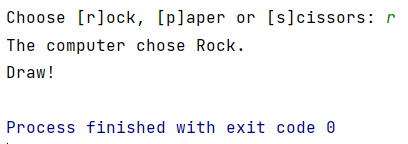 Choose [r]ock, [p]aper or [s]cissors: r
The computer chose Rock.
Draw!
Process finished with exit code 0